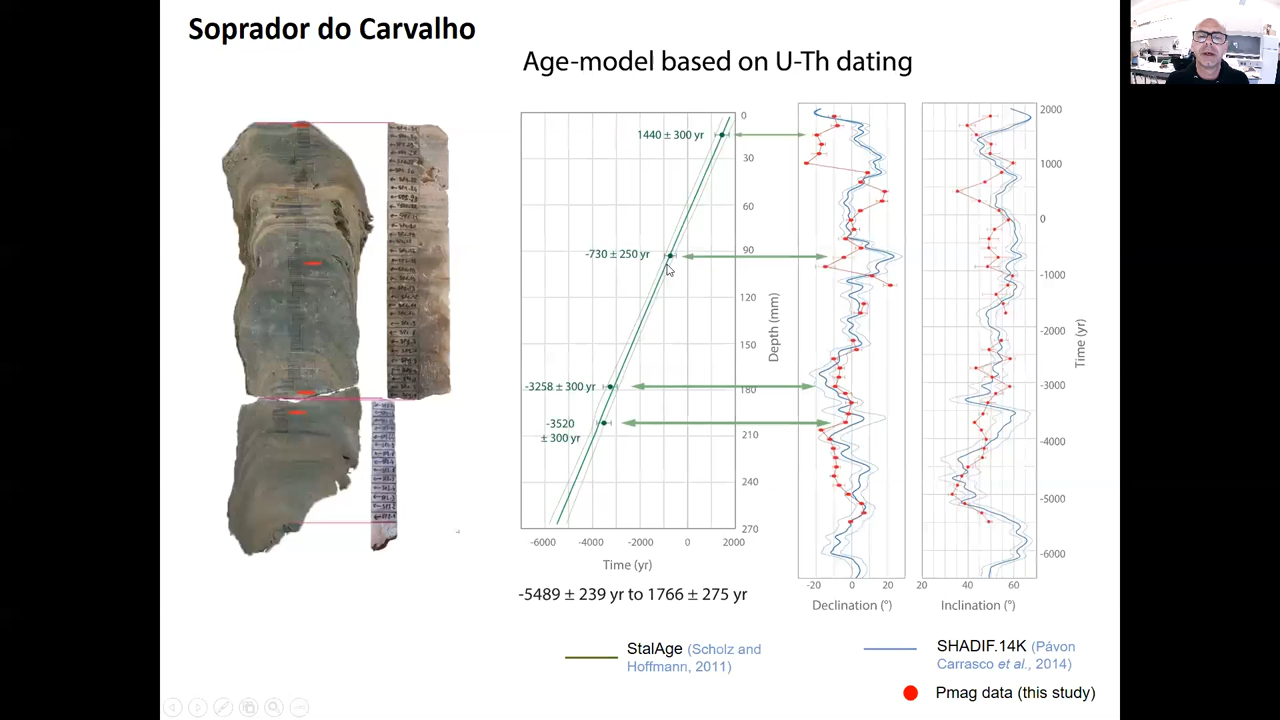 Soprador do Carvalho
Age-model based on U-Th dating
1440 ± 300 yr
-730 ± 250 yr
-3258 ± 300 yr
-3520
± 300 yr
0
30
60
90
120
150
180
210
240
270
Depth (mm)
-6000
-4000
-2000
0
2000
Time (yr)
-5489 ± 239 yr to 1766 ± 275 yr
-20
0
20
Declination (°)
20
40
60
Inclination (°)
2000
1000
0
-1000
-2000
-3000
-4000
-5000
-6000
Time (yr)
StalAge (Scholz and
Hoffmann, 2011)
SHADIF.14K (Pávon
Carrasco et al., 2014)
Pmag data (this study)